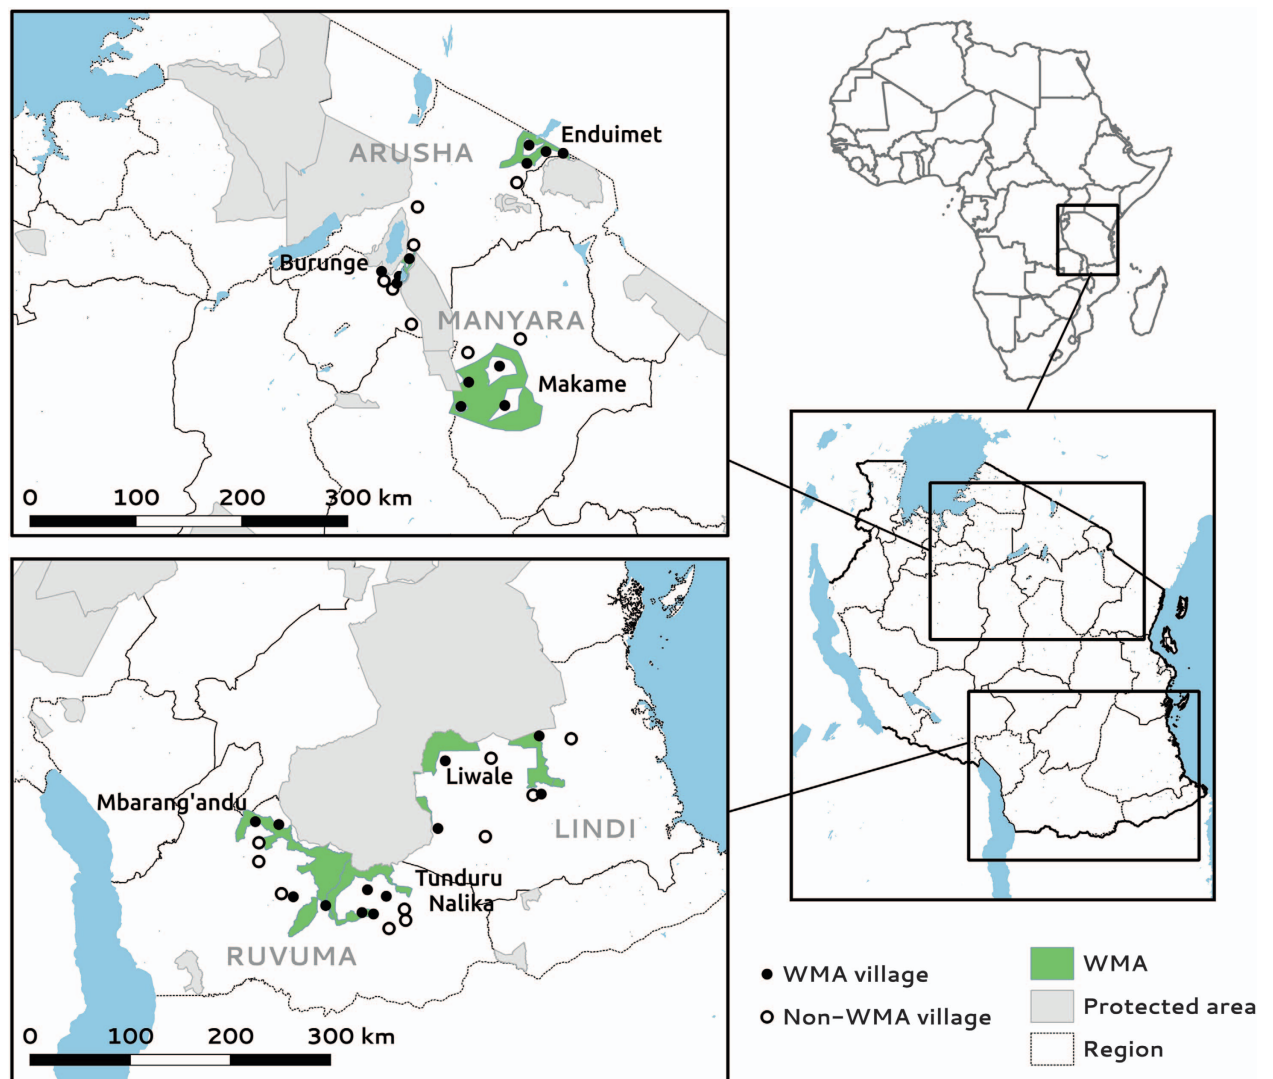 ARUSHA
Enduimet
Burunge
MANYARA
Makame
0 100 200 300 km
Liwale
Mbarang'andu
LINDI
Tunduru
Nalika
RUVUMA
0 100 200 300 km
WMA village
Non-WMA village
WMA
Protected area
Region